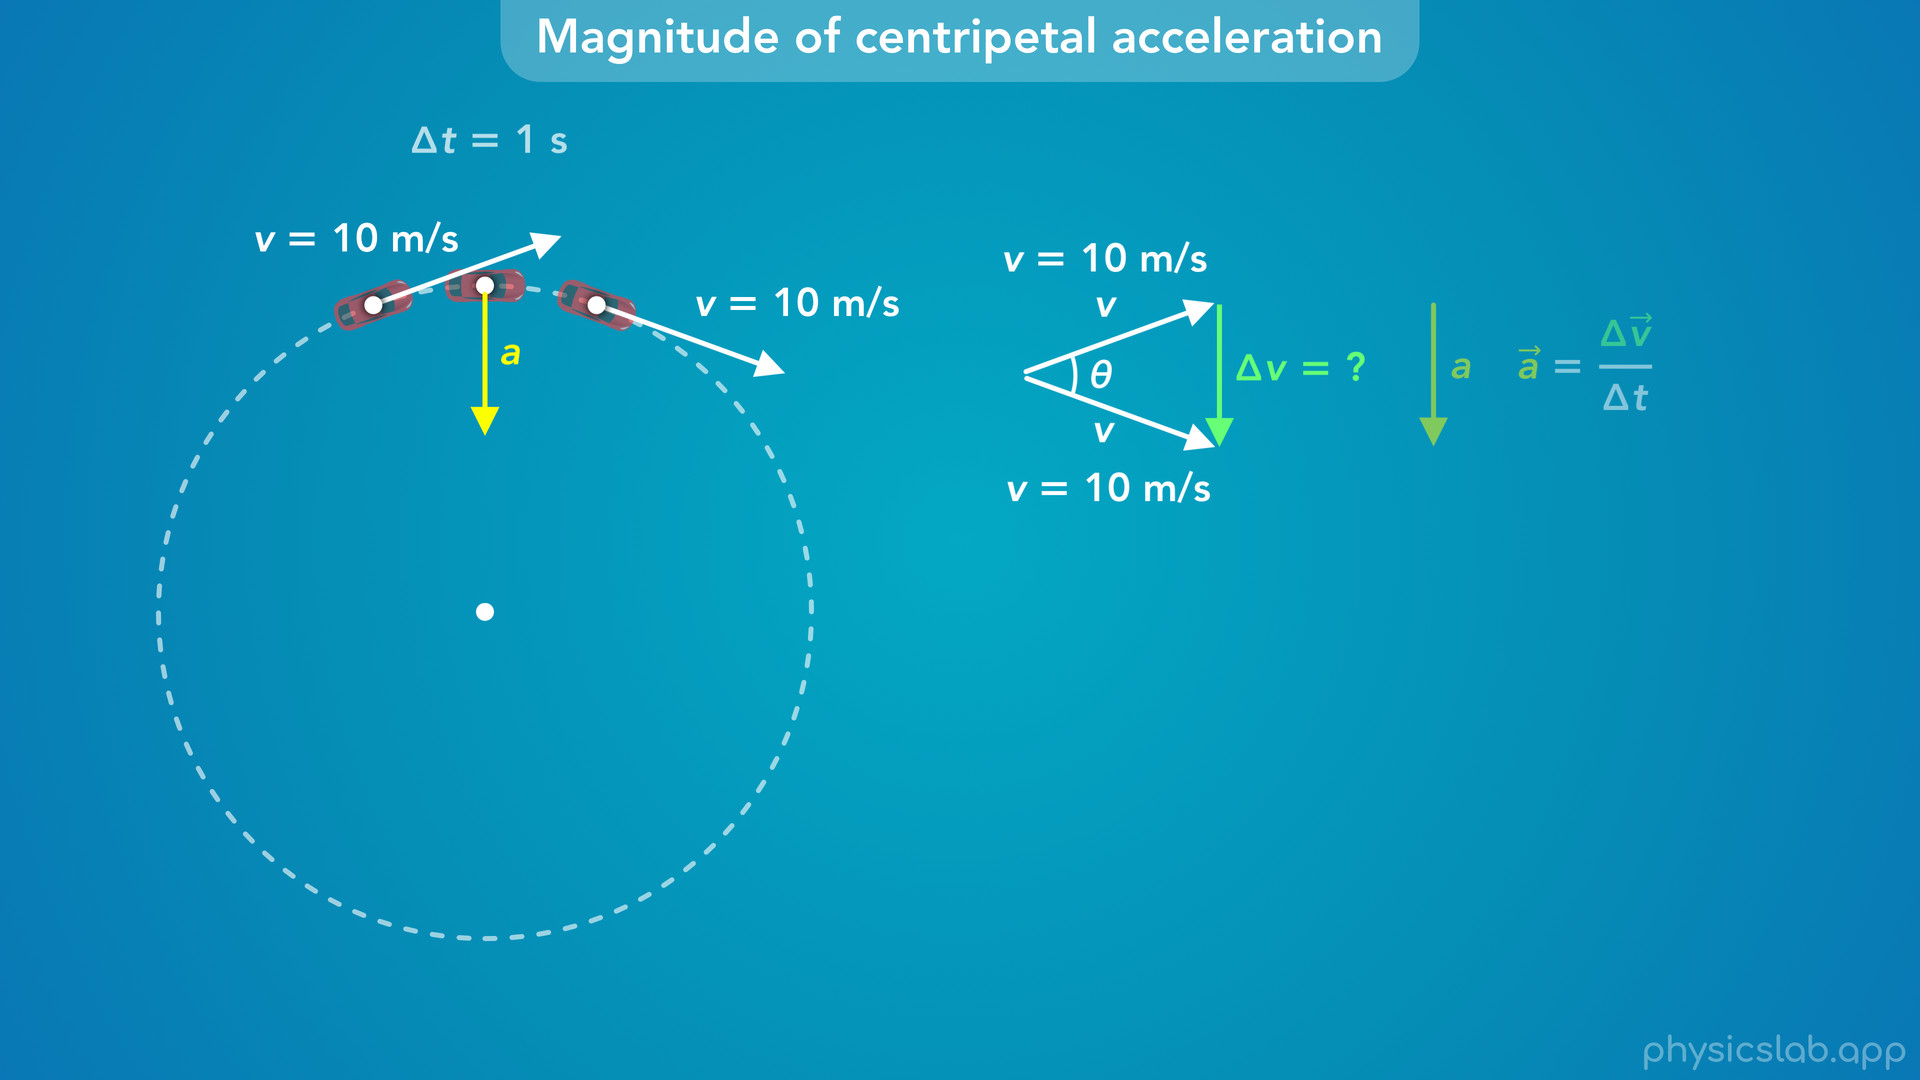 Magnitude of centripetal acceleration
Δt = 1 s
v = 10 m/s
v = 10 m/s
a
v = 10 m/s
v
θ
v
v = 10 m/s
Δv = ?
a
a⃗ = Δv⃗ / Δt
physicslab.app